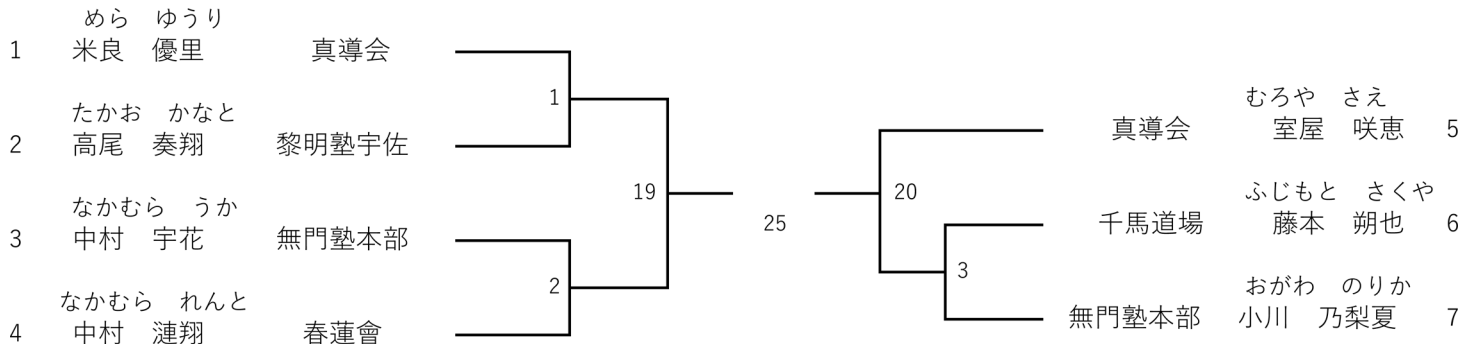 めら ゆうり
1 米良 優里 真導会
1
たかお かなと
2 高尾 奏翔 黎明塾宇佐
19
なかむら うか
3 中村 宇花 無門塾本部
2
なかむら れんと
4 中村 漣翔 春蓮會
25
むろや さえ
真導会 室屋 咲恵 5
20
ふじもと さくや
千馬道場 藤本 朔也 6
3
おがわ のりか
無門塾本部 小川 乃梨夏 7